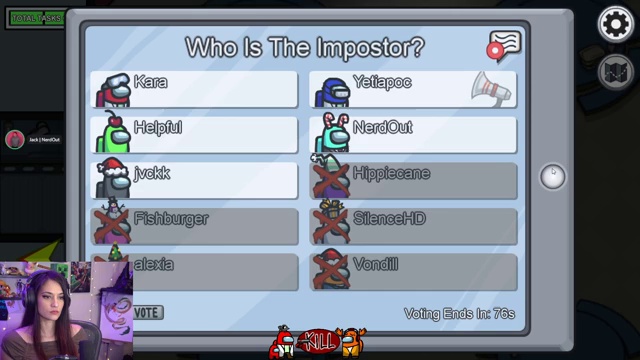 TOTAL TASKS
Who Is The Impostor?
Kara
Yetiapoc
Helpful
NerdOut
Jack | NerdOut
jvckk
Hippiecane
Fishburger
SilenceHD
alexia
Vondill
VOTE
Voting Ends In: 76s
KILL